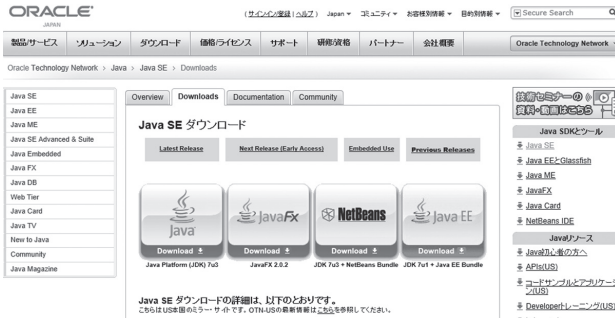 ORACLE
JAPAN
( サインイン/登録 | ヘルプ ) Japan コミュニティ お客様別情報 目的別情報 Secure Search
製品/サービス ソリューション ダウンロード 価格/ライセンス サポート 研修/資格 パートナー 会社概要 Oracle Technology Network
Oracle Technology Network > Java > Java SE > Downloads
Java SE
Java EE
Java ME
Java SE Advanced & Suite
Java Embedded
Java FX
Java DB
Web Tier
Java Card
Java TV
New to Java
Community
Java Magazine
Overview Downloads Documentation Community
Java SE ダウンロード
Latest Release Next Release (Early Access) Embedded Use Previous Releases
Java JavaFX NetBeans Java EE
Download Download Download Download
Java Platform (JDK) 7u3 JavaFX 2.0.2 JDK 7u3 + NetBeans Bundle JDK 7u1 + Java EE Bundle
Java SE ダウンロードの詳細は、以下のとおりです。
こちらはUS本国のミラー・サイトです。OTN-USの最新情報はこちらを参照してください。
技術セミナーの
資料・動画はこちら
Java SDKとツール
Java SE
Java EEとGlassfish
Java ME
JavaFX
Java Card
NetBeans IDE
Javaリソース
Java初心者の方へ
APIs(US)
コードサンプルとアプリケーシ
ン(US)
Developerトレーニング(US)